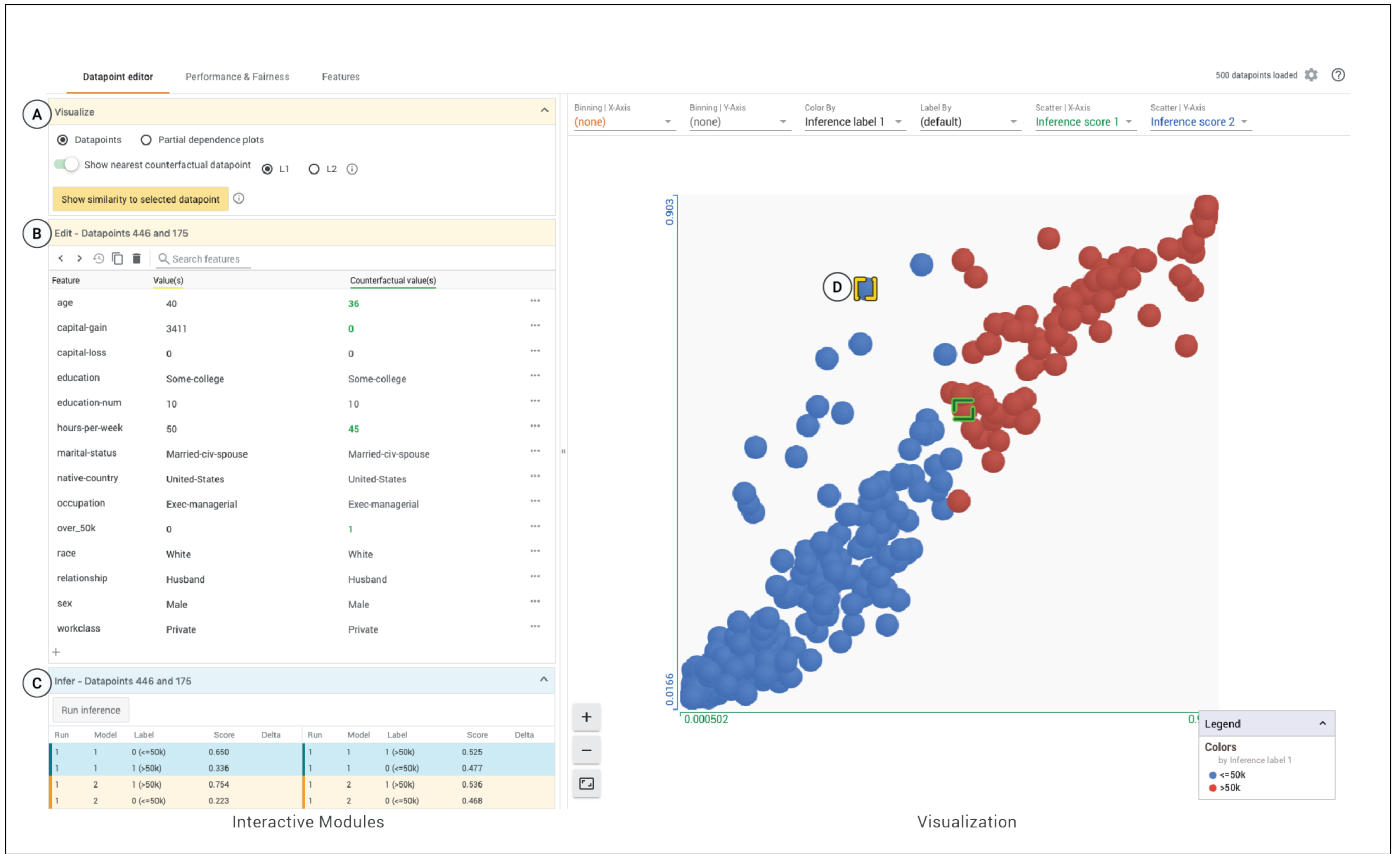 Datapoint editor Performance & Fairness Features 500 datapoints loaded ?
A Visualize
Datapoints Partial dependence plots
Show nearest counterfactual datapoint L1 L2
Show similarity to selected datapoint
B Edit - Datapoints 446 and 175
Search features
Feature Value(s) Counterfactual value(s)
age 40 36
capital-gain 3411 0
capital-loss 0 0
education Some-college Some-college
education-num 10 10
hours-per-week 50 45
marital-status Married-civ-spouse Married-civ-spouse
native-country United-States United-States
occupation Exec-managerial Exec-managerial
over_50k 0 1
race White White
relationship Husband Husband
sex Male Male
workclass Private Private
+
C Infer - Datapoints 446 and 175
Run inference
Run Model Label Score Delta Run Model Label Score Delta
1 1 0 (<=50k) 0.650 1 1 1 (>50k) 0.525
1 1 1 (>50k) 0.336 1 1 0 (<=50k) 0.477
1 2 1 (>50k) 0.754 1 2 1 (>50k) 0.536
1 2 0 (<=50k) 0.223 1 2 0 (<=50k) 0.468
Interactive Modules
Binning | X-Axis Binning | Y-Axis Color By Label By Scatter | X-Axis Scatter | Y-Axis
(none) (none) Inference label 1 (default) Inference score 1 Inference score 2
0.903
D
0.0166
0.000502 0.9
+
−
Legend
Colors
by Inference label 1
<=50k
>50k
Visualization